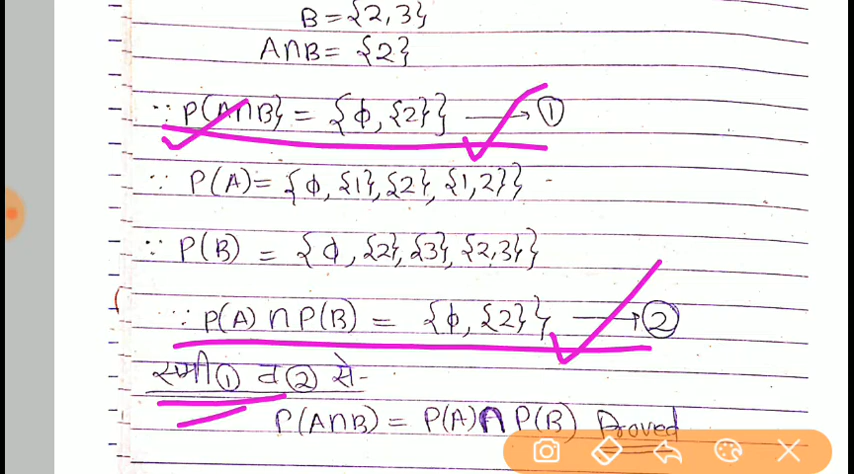 B = {2,3}
A∩B = {2}
∵ P(A∩B} = {ϕ, {2}} → ①
∵ P(A) = {ϕ, {1}, {2}, {1,2}}
∵ P(B) = {ϕ, {2}, {3}, {2,3}}
∵ P(A) ∩ P(B) = {ϕ, {2}} → ②
समी ① व ② से-
P(A∩B) = P(A) ∩ P(B) Proved